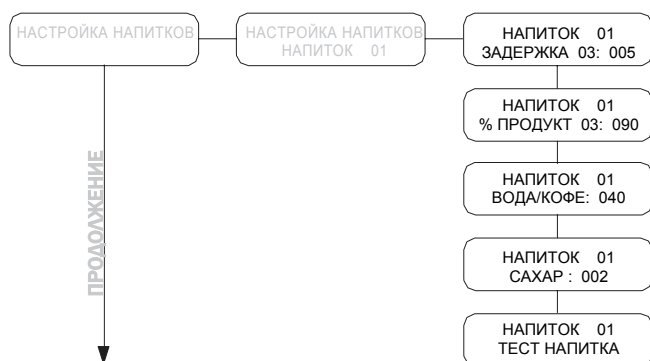 НАСТРОЙКА НАПИТКОВ
НАСТРОЙКА НАПИТКОВ
НАПИТОК 01
НАПИТОК 01
ЗАДЕРЖКА 03: 005
НАПИТОК 01
% ПРОДУКТ 03: 090
НАПИТОК 01
ВОДА/КОФЕ: 040
НАПИТОК 01
САХАР : 002
НАПИТОК 01
ТЕСТ НАПИТКА
ПРОДОЛЖЕНИЕ